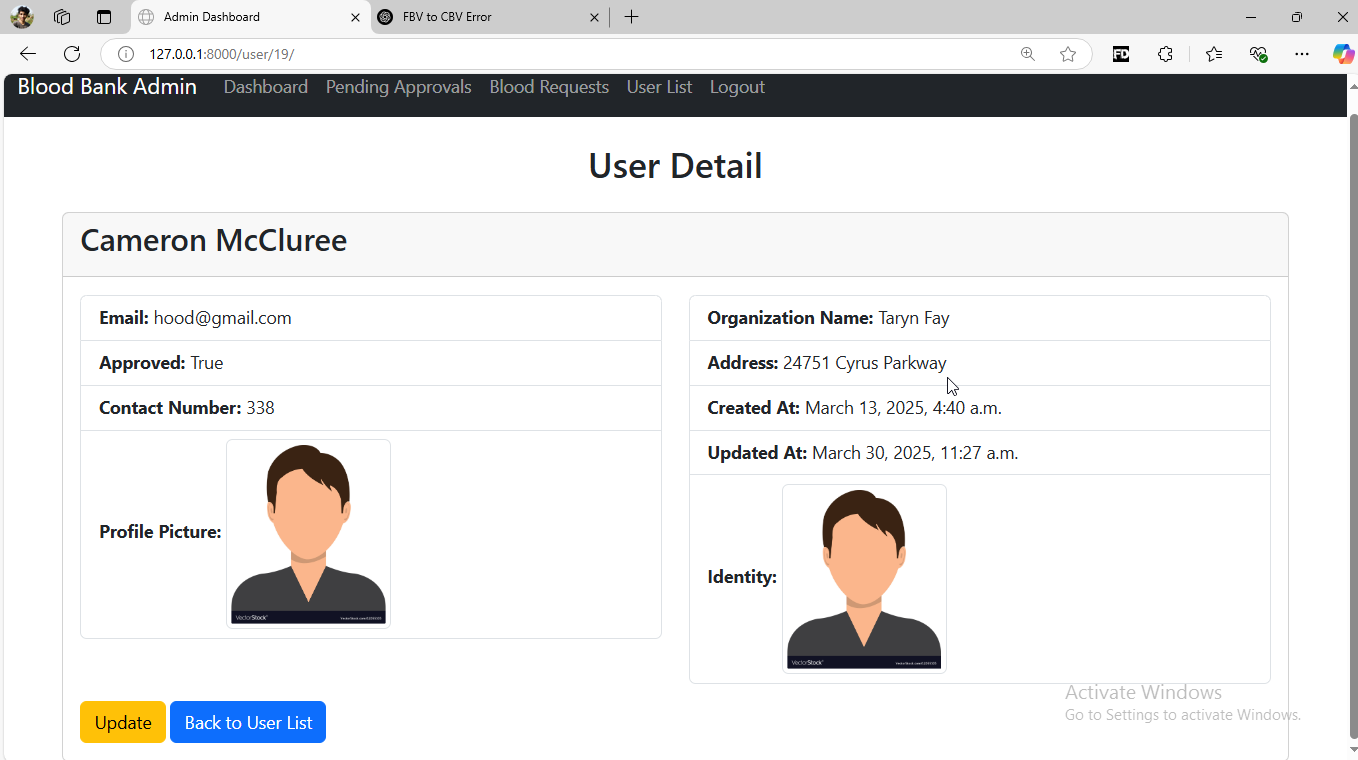 Admin Dashboard
FBV to CBV Error
127.0.0.1:8000/user/19/
FD
Blood Bank Admin Dashboard Pending Approvals Blood Requests User List Logout
User Detail
Cameron McCluree
Email: hood@gmail.com
Approved: True
Contact Number: 338
Profile Picture:
VectorStock
Organization Name: Taryn Fay
Address: 24751 Cyrus Parkway
Created At: March 13, 2025, 4:40 a.m.
Updated At: March 30, 2025, 11:27 a.m.
Identity:
VectorStock
Update Back to User List
Activate Windows
Go to Settings to activate Windows.